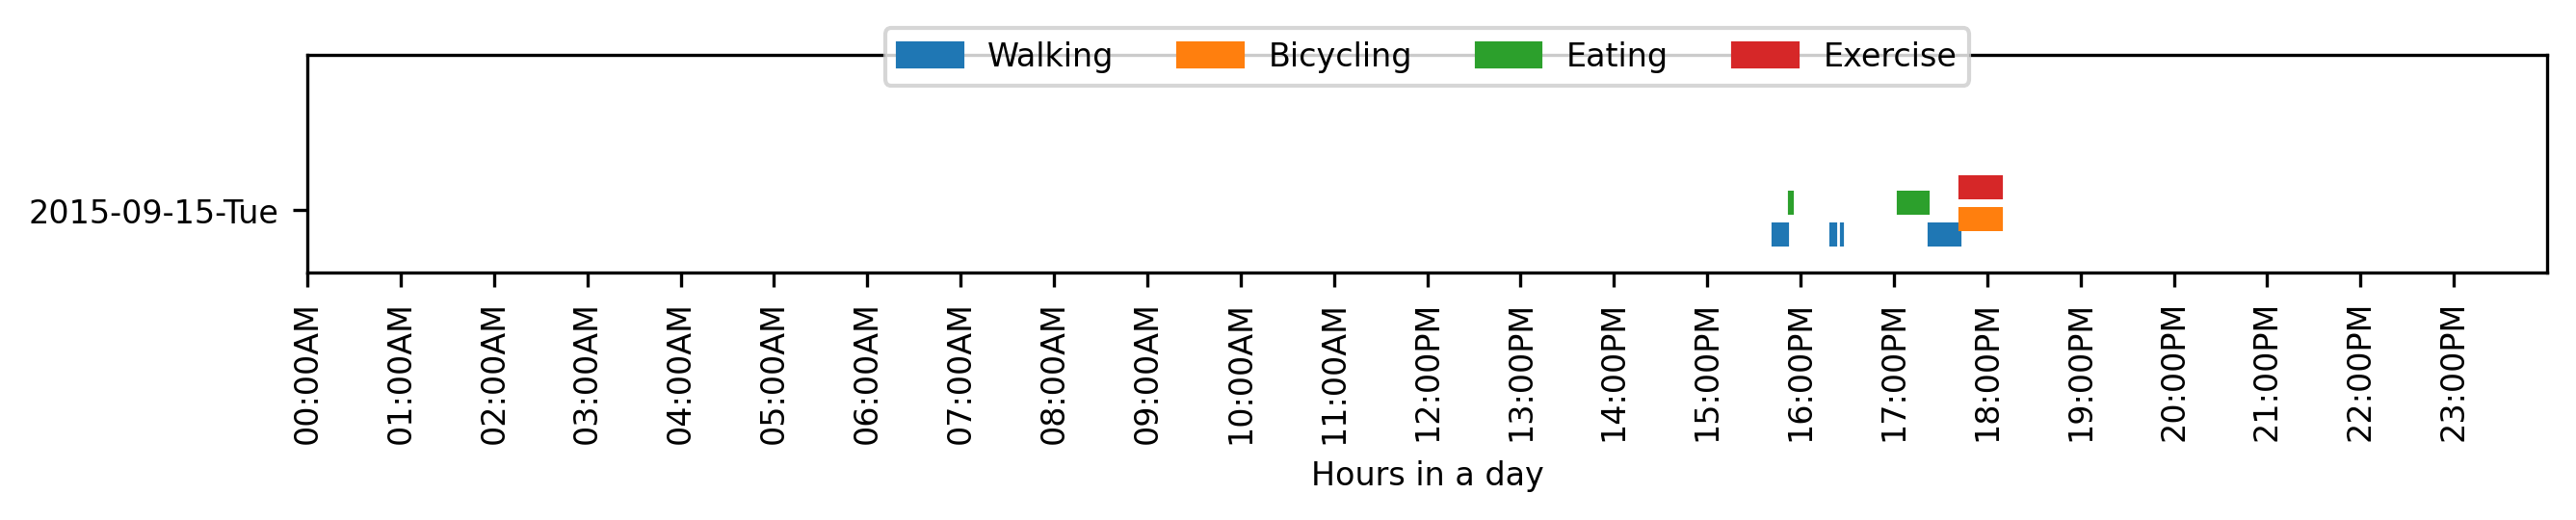 Walking Bicycling Eating Exercise
2015-09-15-Tue
00:00AM 01:00AM 02:00AM 03:00AM 04:00AM 05:00AM 06:00AM 07:00AM 08:00AM 09:00AM 10:00AM 11:00AM 12:00PM 13:00PM 14:00PM 15:00PM 16:00PM 17:00PM 18:00PM 19:00PM 20:00PM 21:00PM 22:00PM 23:00PM
Hours in a day